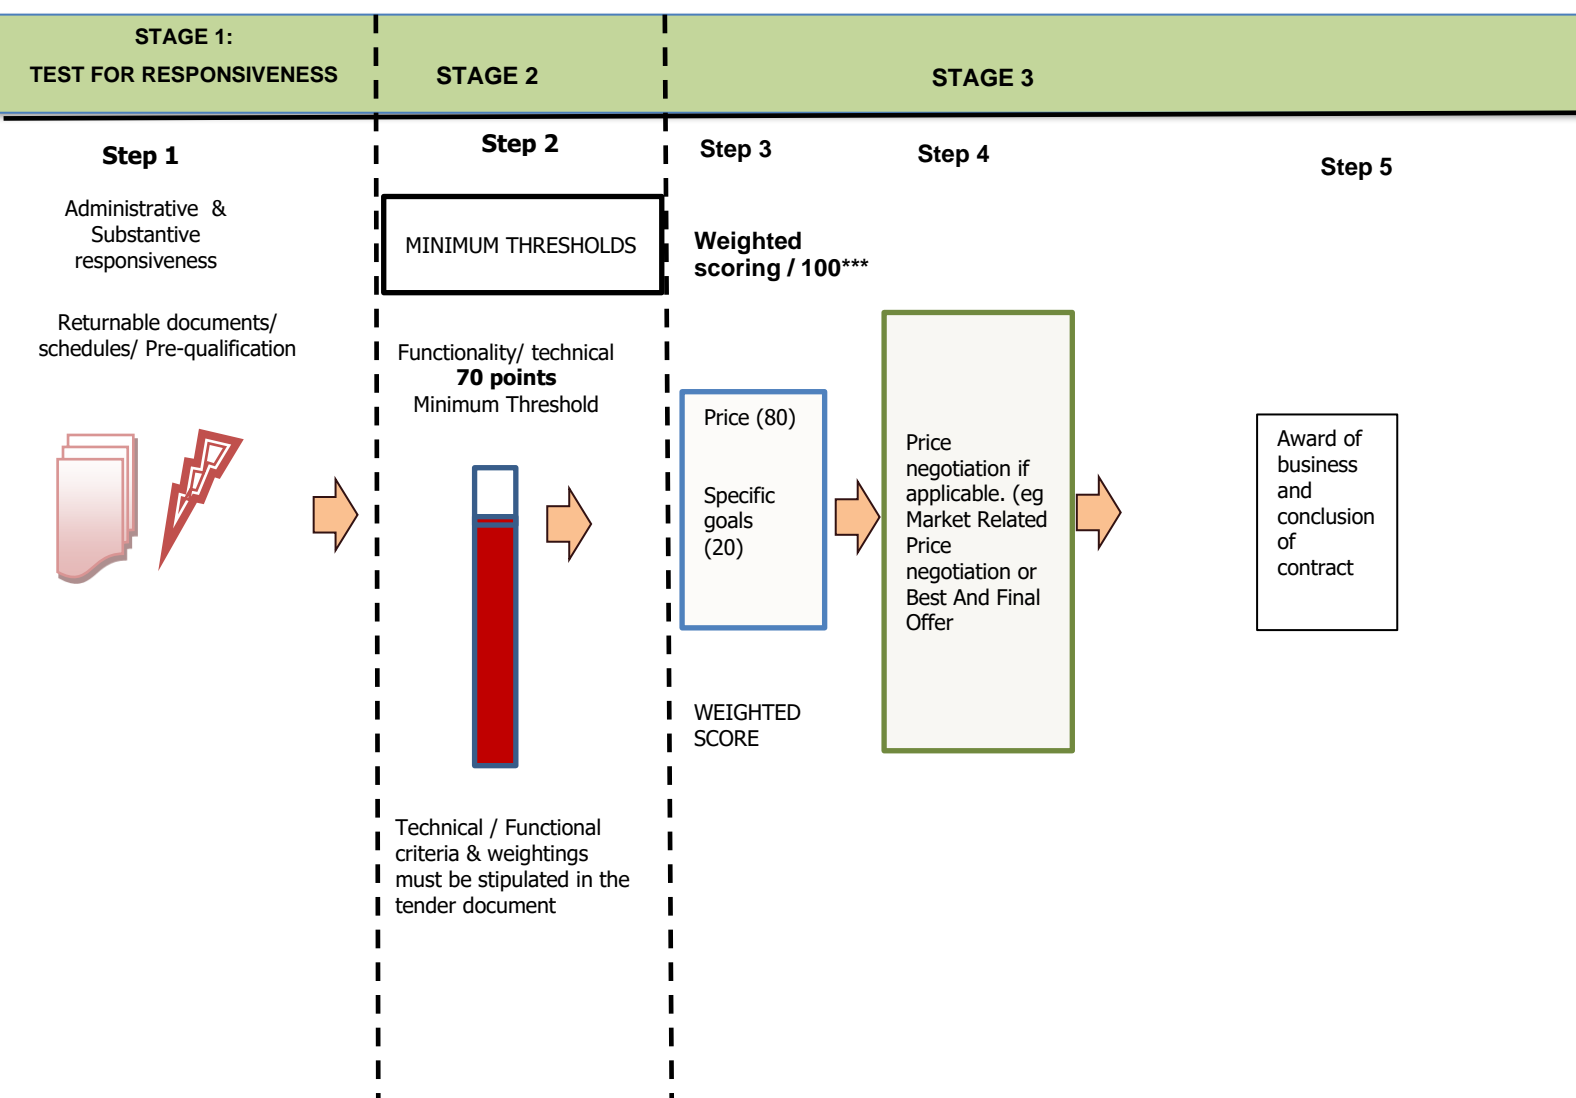 STAGE 1:
TEST FOR RESPONSIVENESS
STAGE 2
STAGE 3
Step 1
Administrative & 
Substantive
responsiveness
Returnable documents/
schedules/ Pre-qualification
Step 2
MINIMUM THRESHOLDS
Functionality/ technical
70 points
Minimum Threshold
Technical / Functional
criteria & weightings
must be stipulated in the
tender document
Step 3
Weighted
scoring / 100***
Price (80)
Specific
goals
(20)
WEIGHTED
SCORE
Step 4
Price
negotiation if
applicable. (eg
Market Related
Price
negotiation or
Best And Final
Offer
Step 5
Award of
business
and
conclusion
of
contract